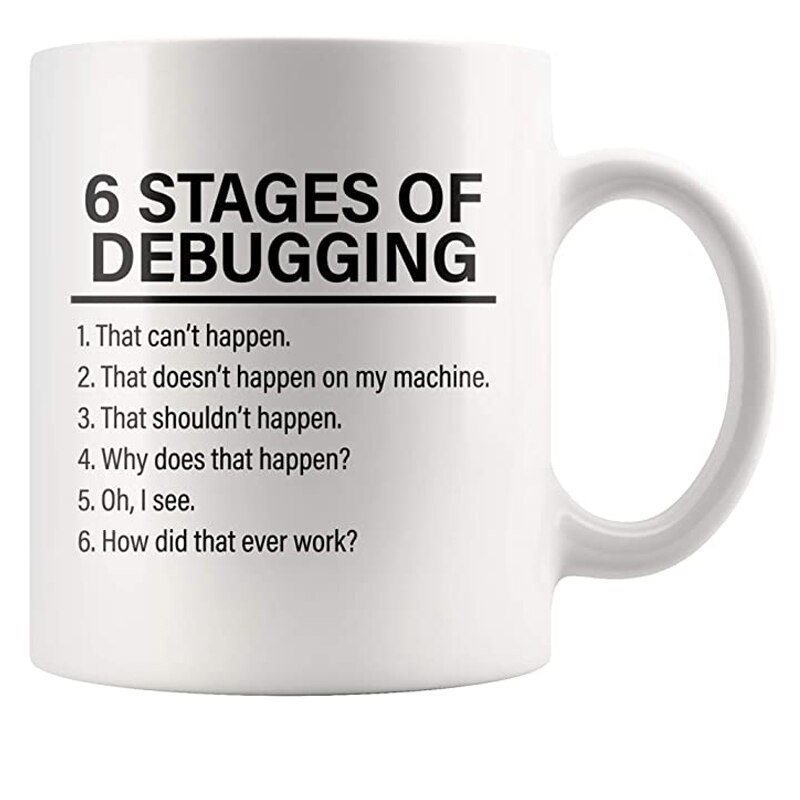 6 STAGES OF
DEBUGGING
1. That can't happen.
2. That doesn't happen on my machine.
3. That shouldn't happen.
4. Why does that happen?
5. Oh, I see.
6. How did that ever work?